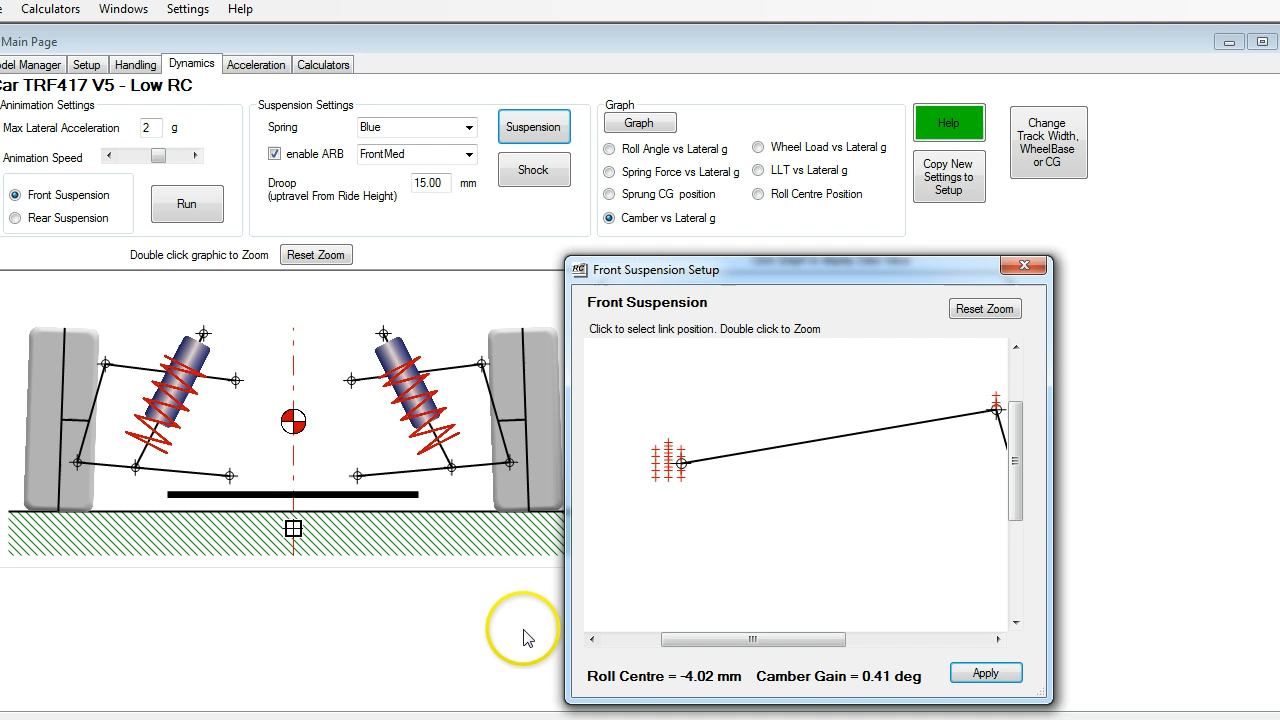 Calculators Windows Settings Help
Main Page
odel Manager Setup Handling Dynamics Acceleration Calculators
Car TRF417 V5 - Low RC
Aninimation Settings
Max Lateral Acceleration 2 g
Animation Speed
Front Suspension
Rear Suspension
Run
Suspension Settings
Spring Blue
enable ARB FrontMed
Droop 15.00 mm
(uptravel From Ride Height)
Suspension
Shock
Graph
Graph
Roll Angle vs Lateral g
Spring Force vs Lateral g
Sprung CG position
Camber vs Lateral g
Wheel Load vs Lateral g
LLT vs Lateral g
Roll Centre Position
Help
Copy New
Settings to
Setup
Change
Track Width,
WheelBase
or CG
Double click graphic to Zoom Reset Zoom
RC Front Suspension Setup
Front Suspension
Reset Zoom
Click to select link position. Double click to Zoom
Roll Centre = -4.02 mm Camber Gain = 0.41 deg
Apply